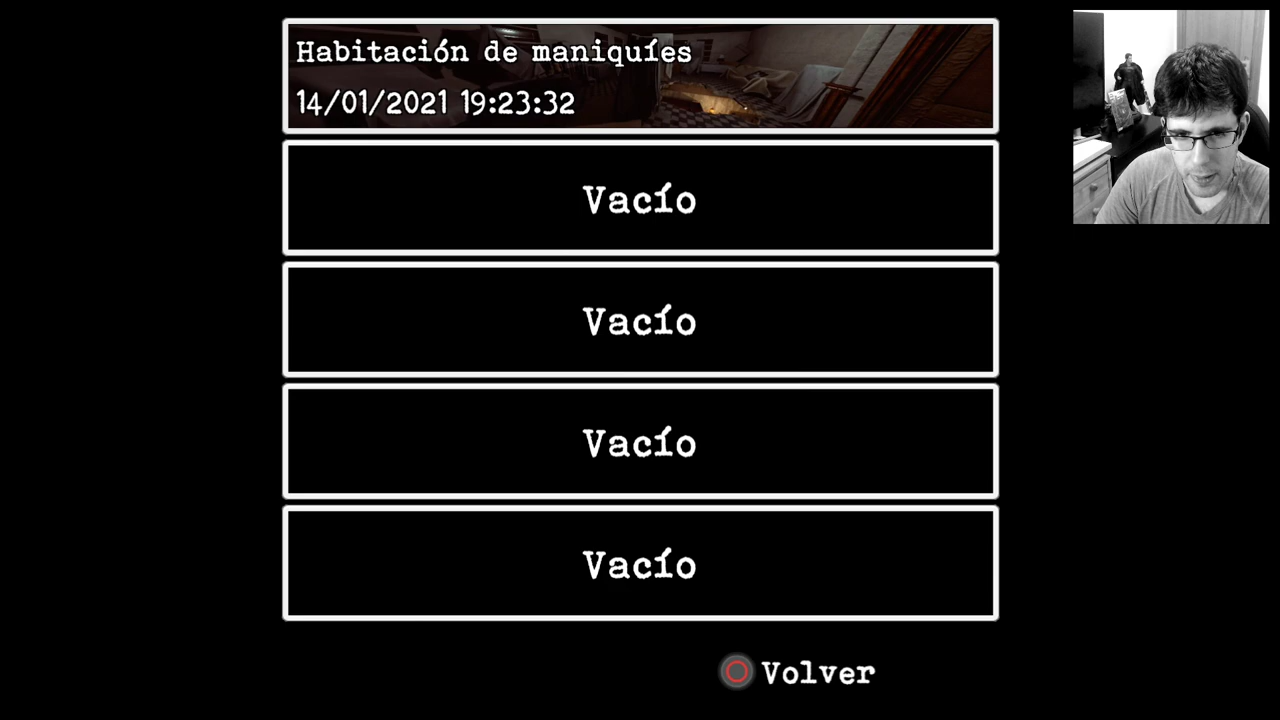 Habitación de maniquíes
14/01/2021 19:23:32
Vacío
Vacío
Vacío
Vacío
Volver